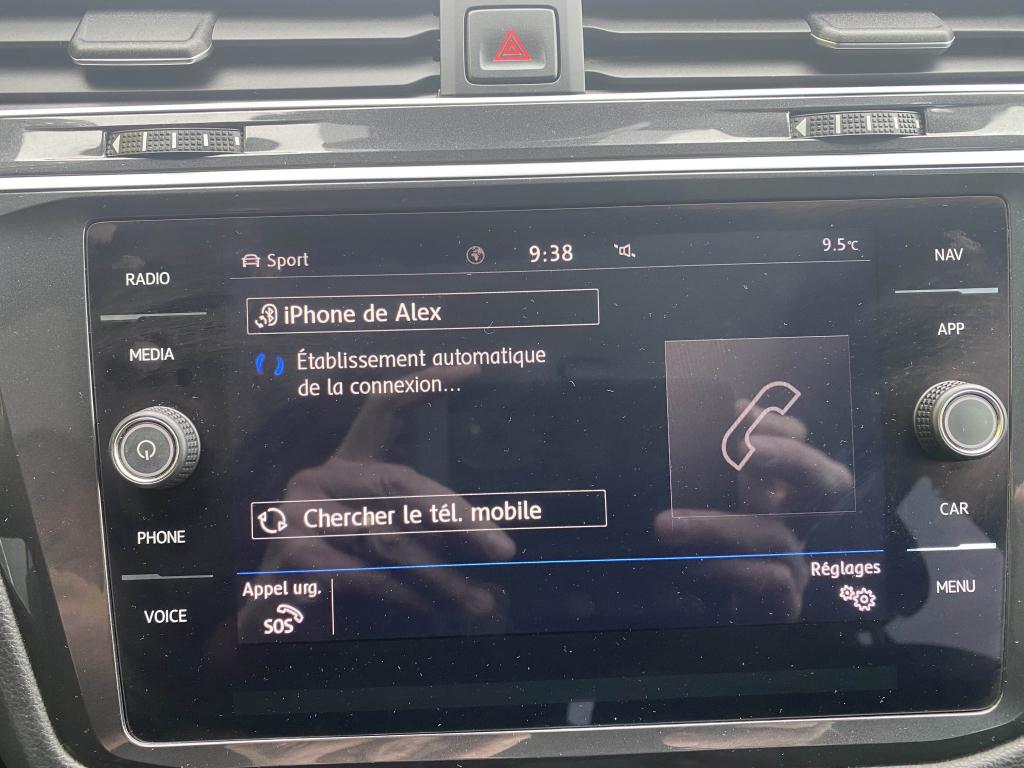 RADIO
MEDIA
PHONE
VOICE
Sport
9:38
9.5°C
iPhone de Alex
Établissement automatique
de la connexion...
Chercher le tél. mobile
Appel urg.
SOS
Réglages
NAV
APP
CAR
MENU